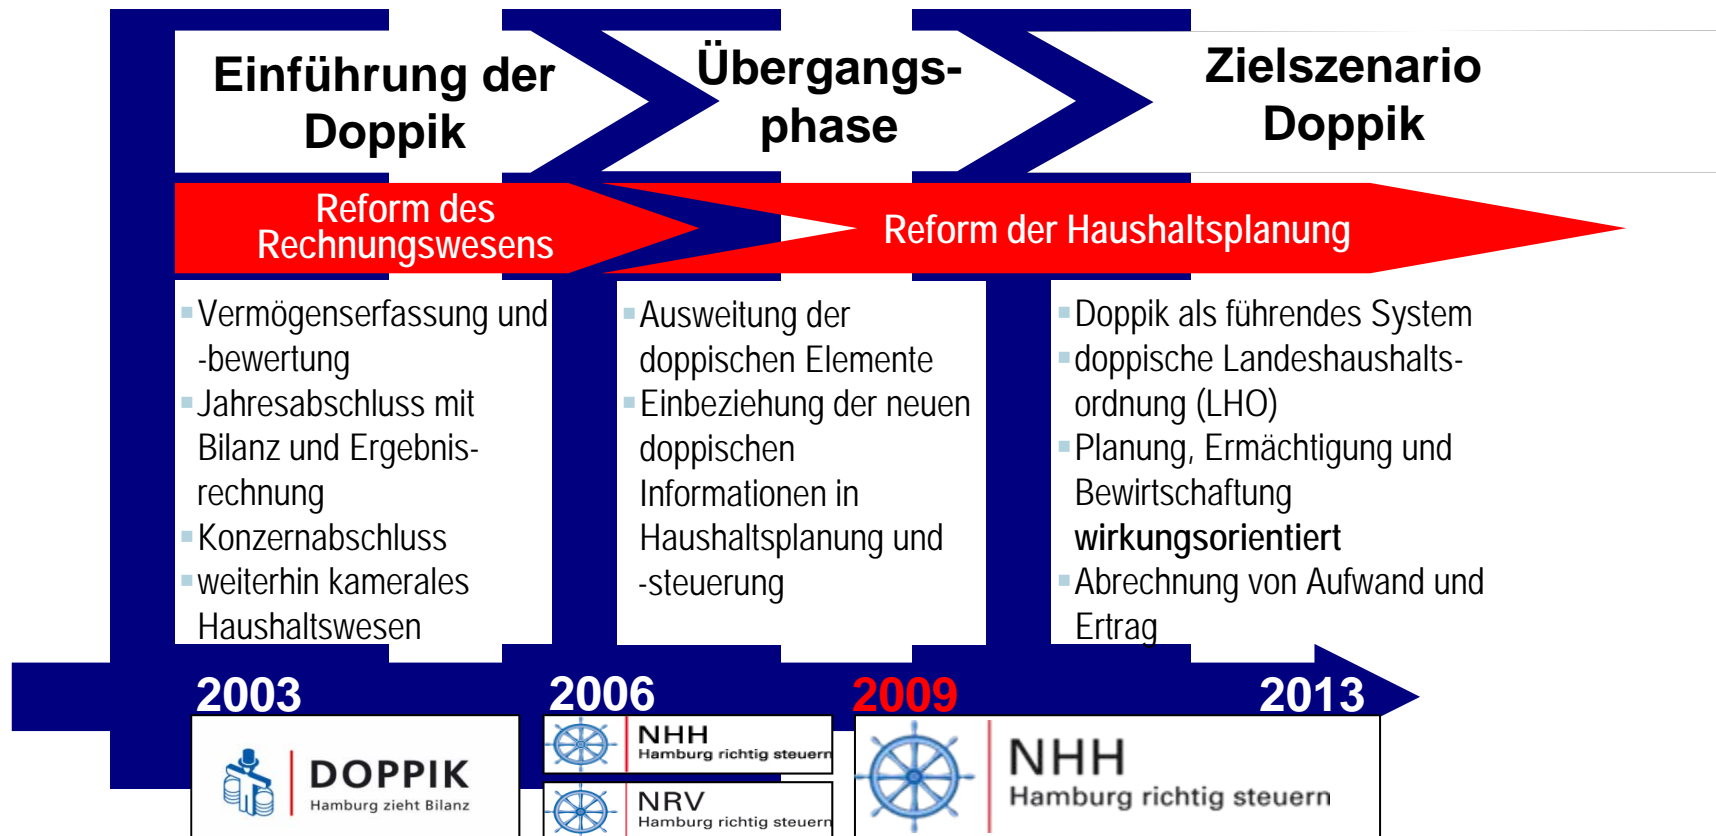 Einführung der
Doppik
Übergangs-
phase
Zielszenario
Doppik
Reform des
Rechnungswesens
Reform der Haushaltsplanung
Vermögenserfassung und
-bewertung
Jahresabschluss mit
Bilanz und Ergebnis-
rechnung
Konzernabschluss
weiterhin kamerales
Haushaltswesen
Ausweitung der
doppischen Elemente
Einbeziehung der neuen
doppischen
Informationen in
Haushaltsplanung und
-steuerung
Doppik als führendes System
doppische Landeshaushalts-
ordnung (LHO)
Planung, Ermächtigung und
Bewirtschaftung
wirkungsorientiert
Abrechnung von Aufwand und
Ertrag
2003
2006
2009
2013
DOPPIK
Hamburg zieht Bilanz
NHH
Hamburg richtig steuern
NRV
Hamburg richtig steuern
NHH
Hamburg richtig steuern